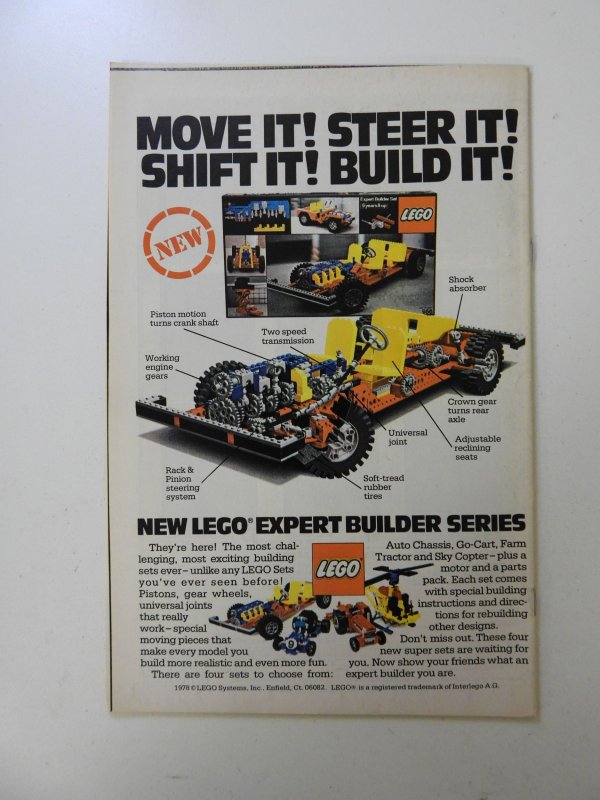 MOVE IT! STEER IT!
SHIFT IT! BUILD IT!
NEW
Expert Builder Set
9 years & up
LEGO
Shock
absorber
Piston motion
turns crank shaft
Two speed
transmission
Working
engine
gears
Crown gear
turns rear
axle
Universal
joint
Adjustable
reclining
seats
Rack &
Pinion
steering
system
Soft-tread
rubber
tires
NEW LEGO® EXPERT BUILDER SERIES
They're here! The most chal-
lenging, most exciting building
sets ever – unlike any LEGO Sets
you've ever seen before!
Pistons, gear wheels,
universal joints
that really
work – special
moving pieces that
make every model you
build more realistic and even more fun.
There are four sets to choose from:
LEGO
9
Auto Chassis, Go-Cart, Farm
Tractor and Sky Copter – plus a
motor and a parts
pack. Each set comes
with special building
instructions and direc-
tions for rebuilding
other designs.
Don't miss out. These four
new super sets are waiting for
you. Now show your friends what an
expert builder you are.
1978 © LEGO Systems, Inc., Enfield, Ct. 06082. LEGO® is a registered trademark of Interlego A.G.